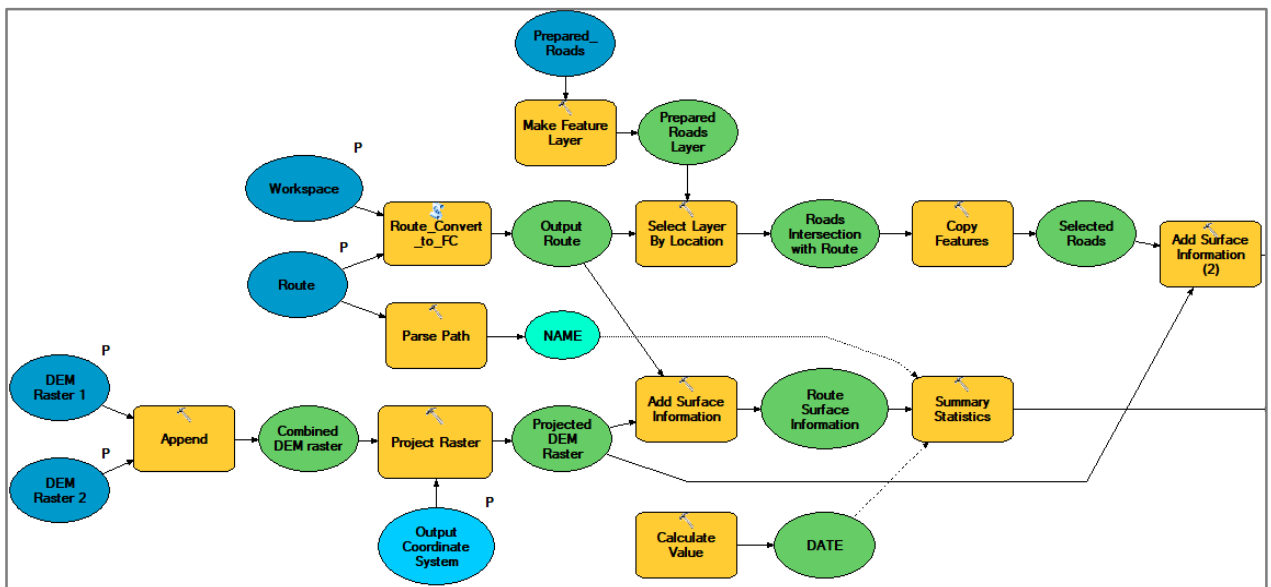 Prepared_
Roads
Make Feature
Layer
Prepared
Roads
Layer
P
Workspace
Route_Convert
_to_FC
Output
Route
Select Layer
By Location
Roads
Intersection
with Route
Copy
Features
Selected
Roads
Add Surface
Information
(2)
P
Route
Parse Path
NAME
P
DEM
Raster 1
Append
Combined
DEM raster
Project Raster
Projected
DEM
Raster
Add Surface
Information
Route
Surface
Information
Summary
Statistics
P
DEM
Raster 2
P
Output
Coordinate
System
Calculate
Value
DATE